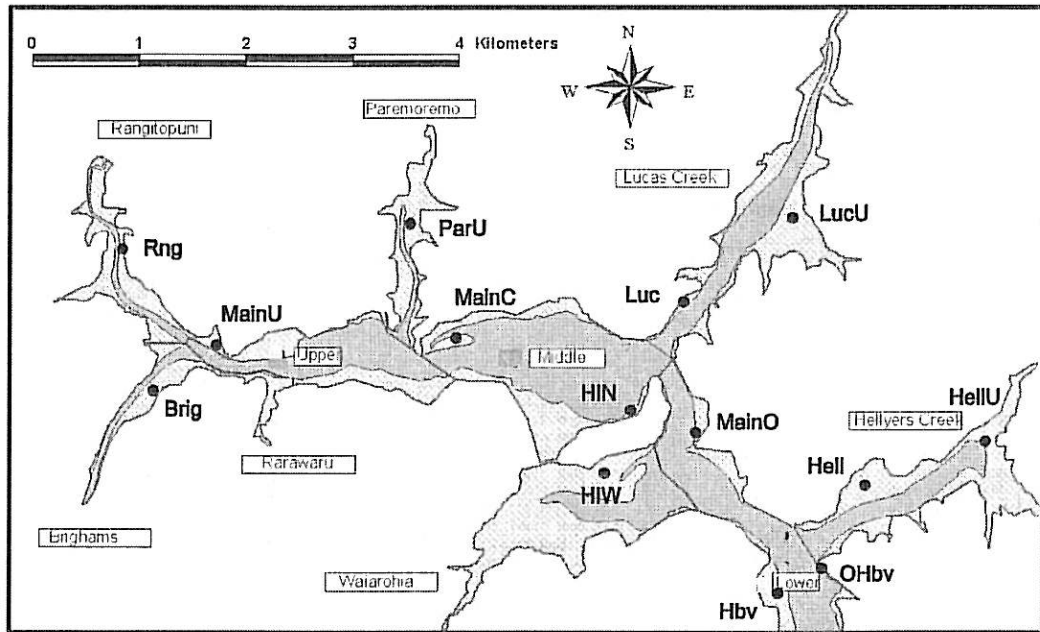 0 1 2 3 4 Kilometers
N
W E
S
Rangitopuni
Paremoremo
Lucas Creek
LucU
ParU
Rng
Luc
MainC
MainU
Upper
Middle
HIN
Brig
MainO
HellU
Hellyers Creek
Rarawaru
Hell
HIW
Brighams
Waiarohia
OHbv
Lower
Hbv